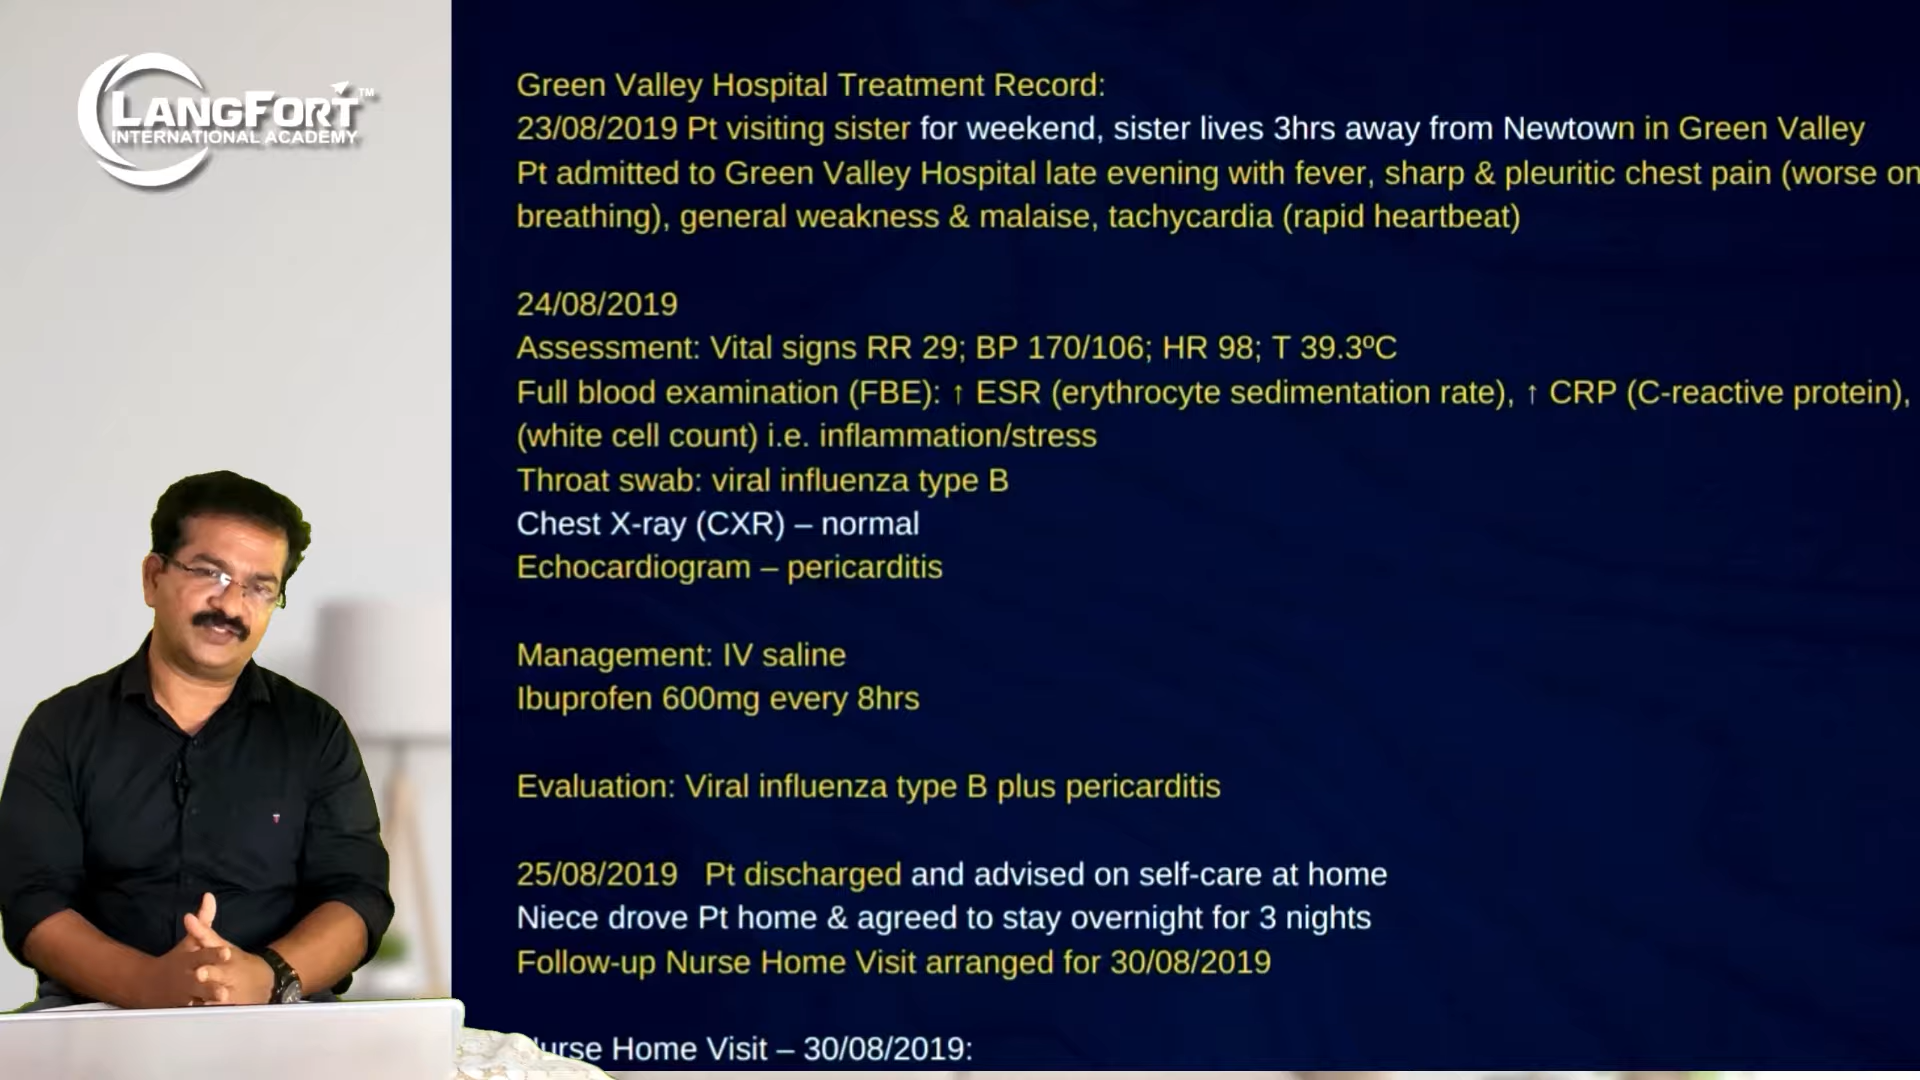 LANGFORT™
INTERNATIONAL ACADEMY
Green Valley Hospital Treatment Record:
23/08/2019 Pt visiting sister for weekend, sister lives 3hrs away from Newtown in Green Valley
Pt admitted to Green Valley Hospital late evening with fever, sharp & pleuritic chest pain (worse on
breathing), general weakness & malaise, tachycardia (rapid heartbeat)
24/08/2019
Assessment: Vital signs RR 29; BP 170/106; HR 98; T 39.3ºC
Full blood examination (FBE): ↑ ESR (erythrocyte sedimentation rate), ↑ CRP (C-reactive protein),
(white cell count) i.e. inflammation/stress
Throat swab: viral influenza type B
Chest X-ray (CXR) – normal
Echocardiogram – pericarditis
Management: IV saline
Ibuprofen 600mg every 8hrs
Evaluation: Viral influenza type B plus pericarditis
25/08/2019 Pt discharged and advised on self-care at home
Niece drove Pt home & agreed to stay overnight for 3 nights
Follow-up Nurse Home Visit arranged for 30/08/2019
Nurse Home Visit – 30/08/2019: